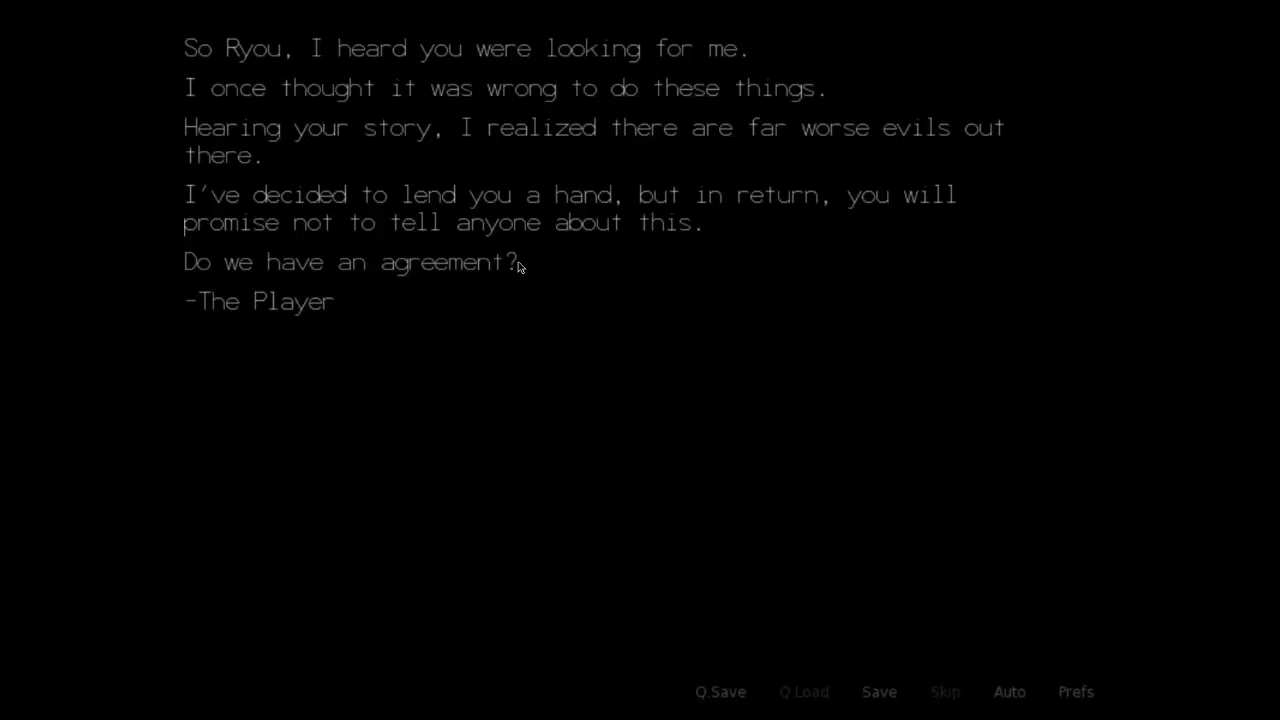 So Ryou, I heard you were looking for me.
I once thought it was wrong to do these things.
Hearing your story, I realized there are far worse evils out
there.
I've decided to lend you a hand, but in return, you will
promise not to tell anyone about this.
Do we have an agreement?
-The Player
Q.Save Q.Load Save Skip Auto Prefs